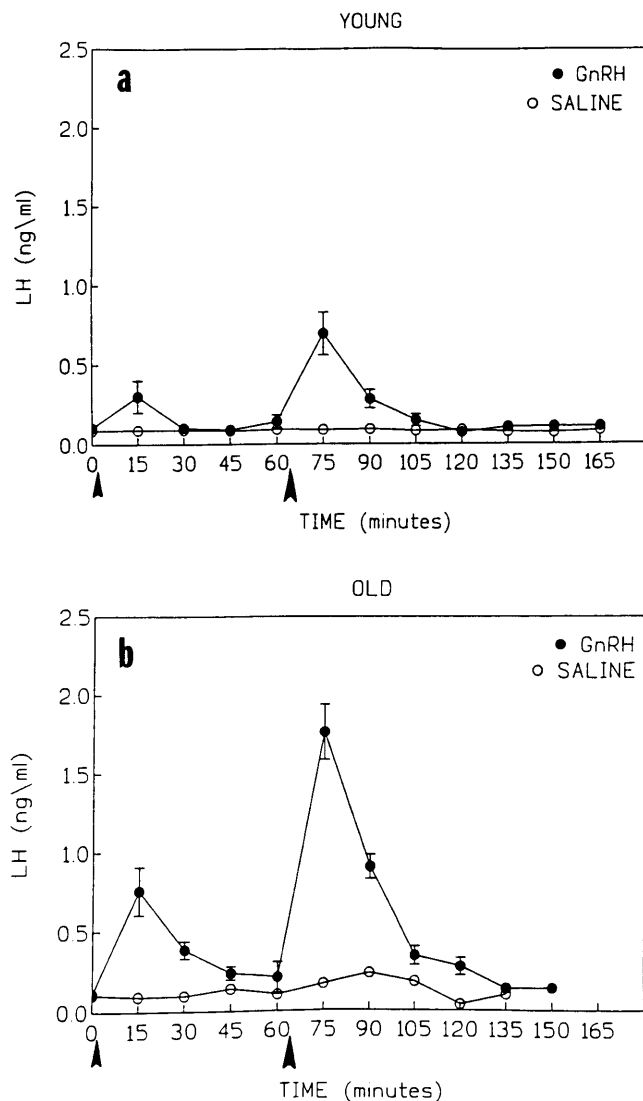 YOUNG
a
● GnRH
○ SALINE
2.5
2.0
1.5
1.0
0.5
0.0
LH (ng\ml)
0 15 30 45 60 75 90 105 120 135 150 165
TIME (minutes)
OLD
b
● GnRH
○ SALINE
2.5
2.0
1.5
1.0
0.5
0.0
LH (ng\ml)
0 15 30 45 60 75 90 105 120 135 150 165
TIME (minutes)